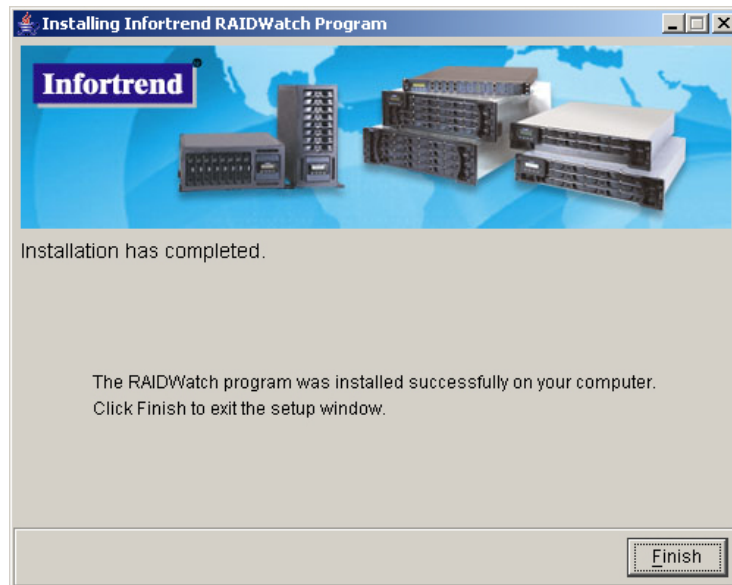 Installing Infortrend RAIDWatch Program
Infortrend
Installation has completed.
The RAIDWatch program was installed successfully on your computer.
Click Finish to exit the setup window.
Finish